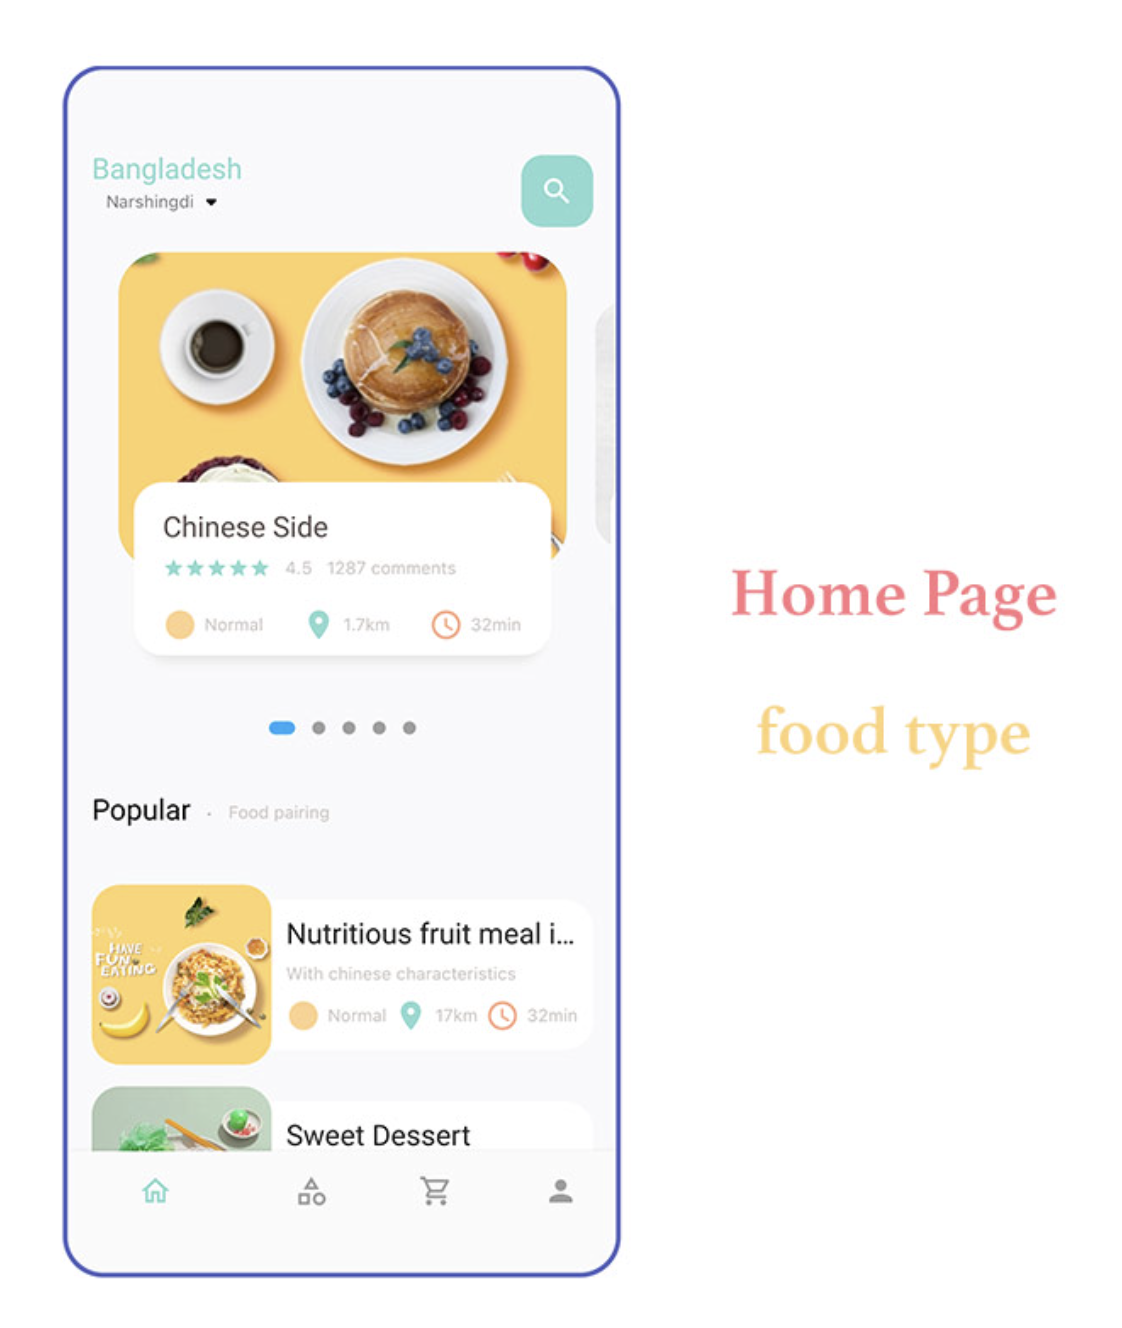 Bangladesh
Narshingdi
Chinese Side
4.5 1287 comments
Normal 1.7km 32min
Popular · Food pairing
HAVE
FUN
EATING
Nutritious fruit meal i...
With chinese characteristics
Normal 17km 32min
Sweet Dessert
Home Page
food type